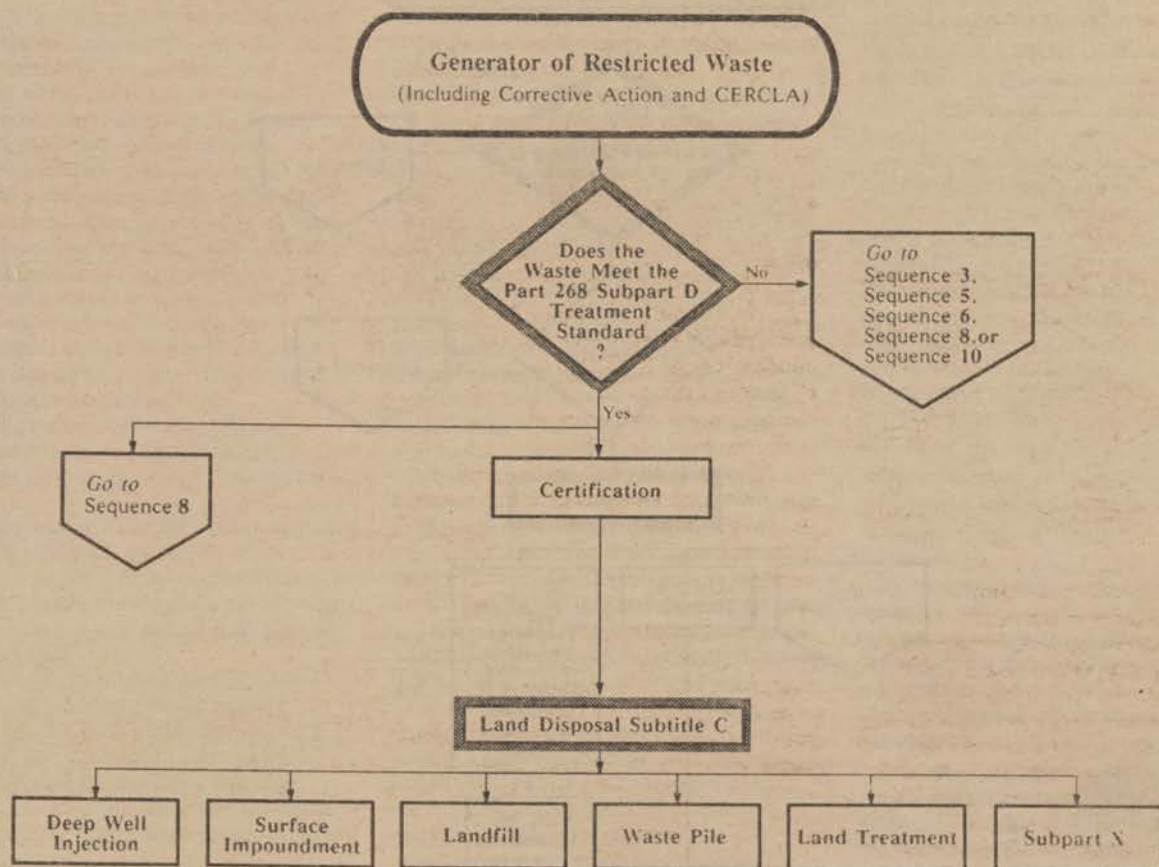 Generator of Restricted Waste
(Including Corrective Action and CERCLA)
Does the
Waste Meet the
Part 268 Subpart D
Treatment
Standard
?
No
Go to
Sequence 3,
Sequence 5,
Sequence 6,
Sequence 8,or
Sequence 10
Yes
Go to
Sequence 8
Certification
Land Disposal Subtitle C
Deep Well
Injection
Surface
Impoundment
Landfill
Waste Pile
Land Treatment
Subpart X